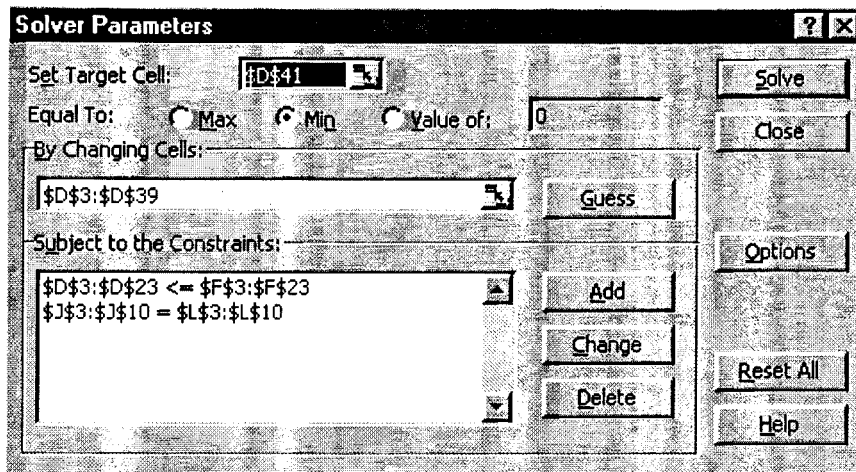 Solver Parameters ? X
Set Target Cell: $D$41 Solve
Equal To: Max Min Value of: 0 Close
By Changing Cells:
$D$3:$D$39 Guess
Subject to the Constraints: Options
$D$3:$D$23 <= $F$3:$F$23 Add
$J$3:$J$10 = $L$3:$L$10
Change
Reset All
Delete
Help